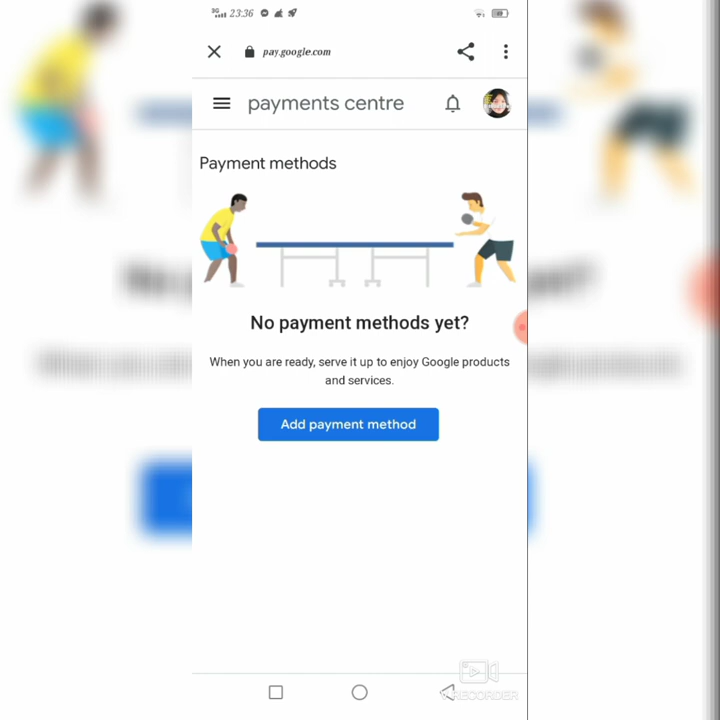 3G 23:36
pay.google.com
payments centre
Payment methods
No payment methods yet?
When you are ready, serve it up to enjoy Google products
and services.
Add payment method
RECORDER